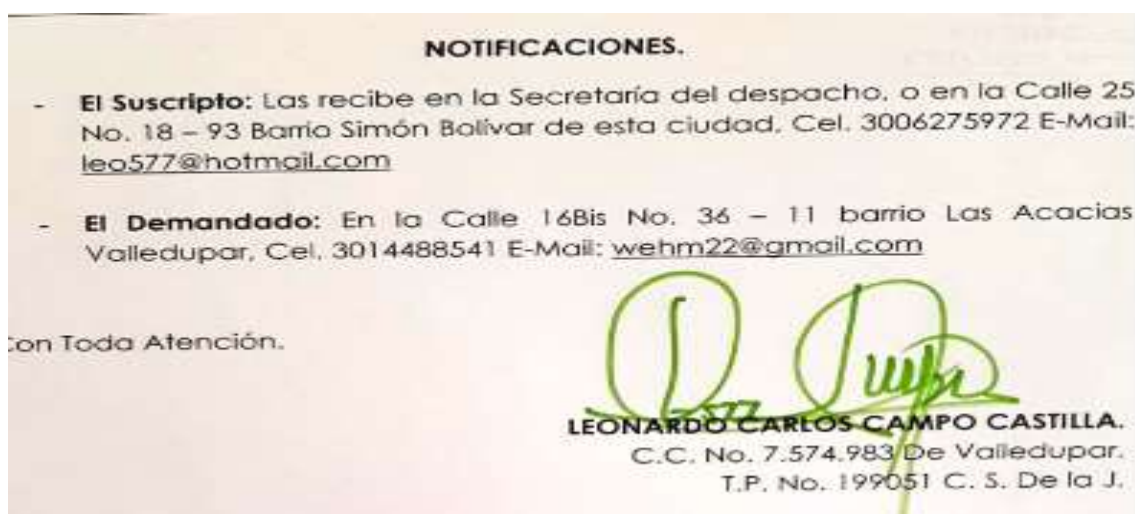 NOTIFICACIONES.
- El Suscripto: Las recibe en la Secretaría del despacho, o en la Calle 25
No. 18 – 93 Barrio Simón Bolívar de esta ciudad, Cel. 3006275972 E-Mail:
leo577@hotmail.com
- El Demandado: En la Calle 16Bis No. 36 – 11 barrio Las Acacias
Valledupar, Cel. 3014488541 E-Mail: wehm22@gmail.com
Con Toda Atención.
LEONARDO CARLOS CAMPO CASTILLA.
C.C. No. 7.574.983 De Valledupar.
T.P. No. 199051 C. S. De la J.